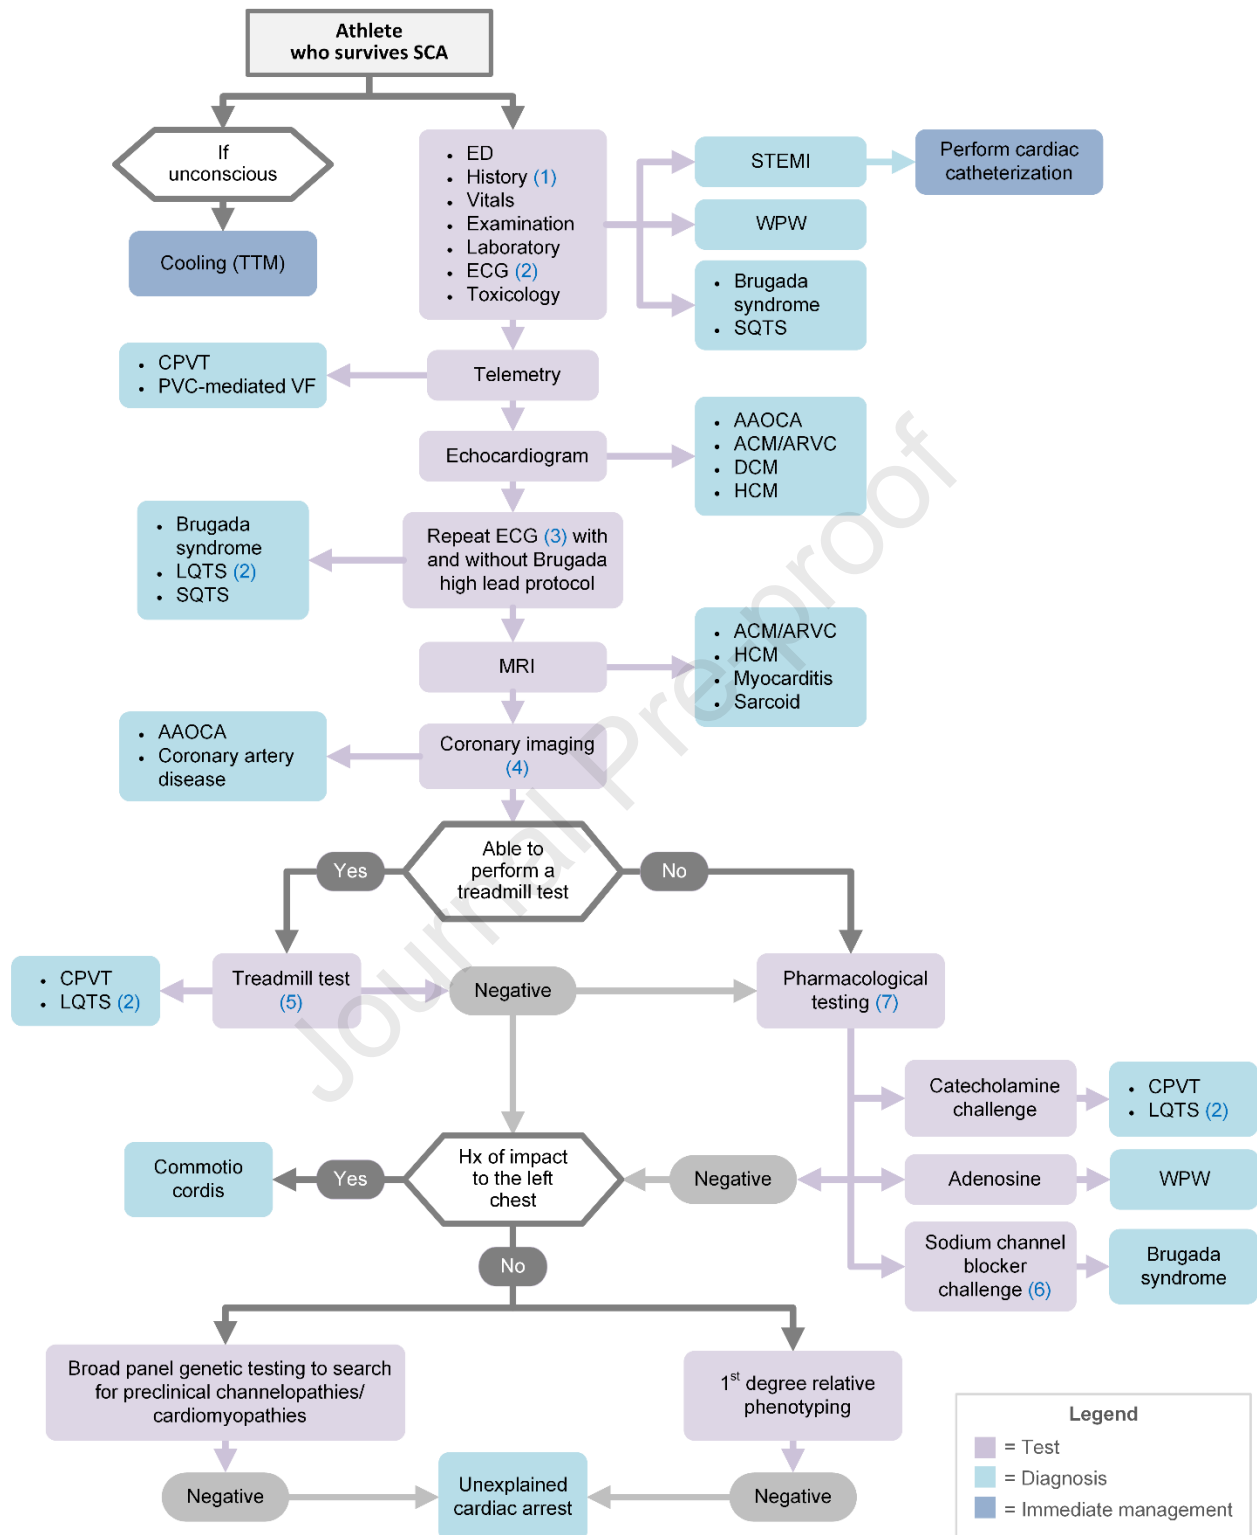 Athlete
who survives SCA
If
unconscious
Cooling (TTM)
• ED
• History (1)
• Vitals
• Examination
• Laboratory
• ECG (2)
• Toxicology
STEMI
Perform cardiac
catheterization
WPW
• Brugada
syndrome
• SQTS
Telemetry
• CPVT
• PVC-mediated VF
Echocardiogram
• AAOCA
• ACM/ARVC
• DCM
• HCM
Repeat ECG (3) with
and without Brugada
high lead protocol
• Brugada
syndrome
• LQTS (2)
• SQTS
MRI
• ACM/ARVC
• HCM
• Myocarditis
• Sarcoid
Coronary imaging
(4)
• AAOCA
• Coronary artery
disease
Able to
perform a
treadmill test
Yes
No
• CPVT
• LQTS (2)
Treadmill test
(5)
Negative
Pharmacological
testing (7)
Catecholamine
challenge
• CPVT
• LQTS (2)
Commotio
cordis
Yes
Hx of impact
to the left
chest
Negative
Adenosine
WPW
No
Sodium channel
blocker
challenge (6)
Brugada
syndrome
Broad panel genetic testing to search
for preclinical channelopathies/
cardiomyopathies
1st degree relative
phenotyping
Negative
Unexplained
cardiac arrest
Negative
Legend
= Test
= Diagnosis
= Immediate management
Journal Pre-proof